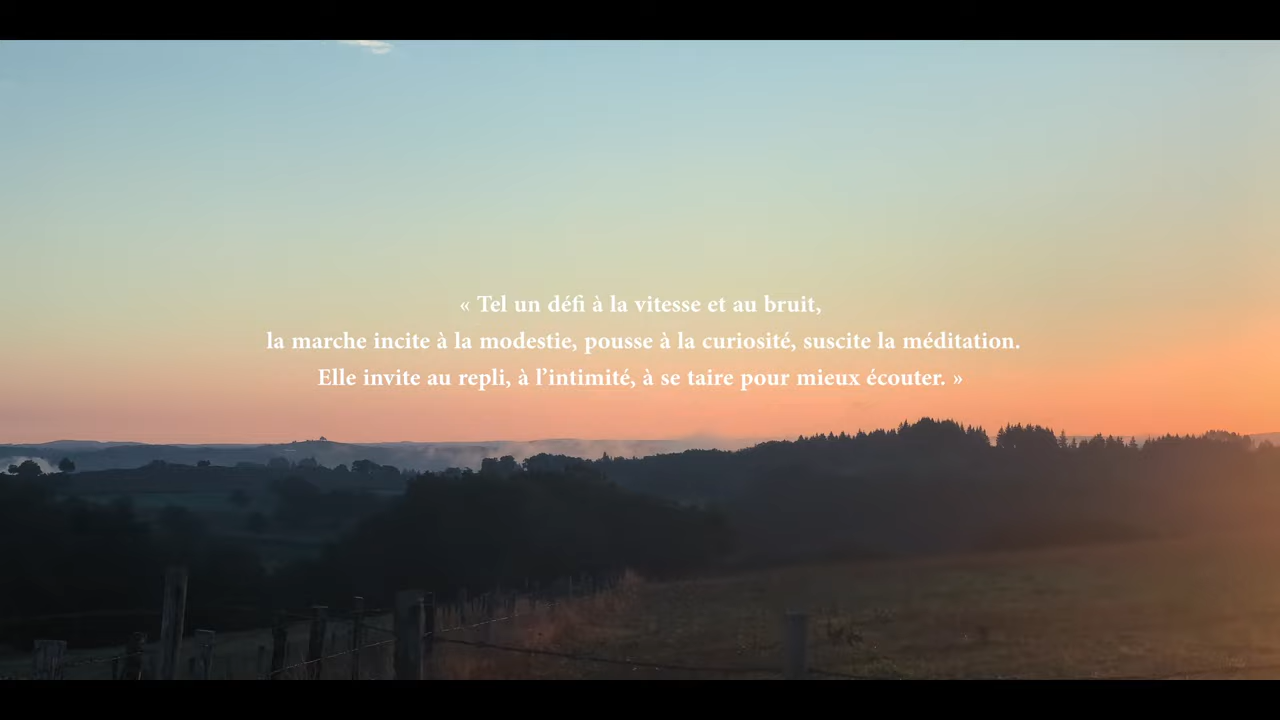 « Tel un défi à la vitesse et au bruit,
la marche incite à la modestie, pousse à la curiosité, suscite la méditation.
Elle invite au repli, à l’intimité, à se taire pour mieux écouter. »